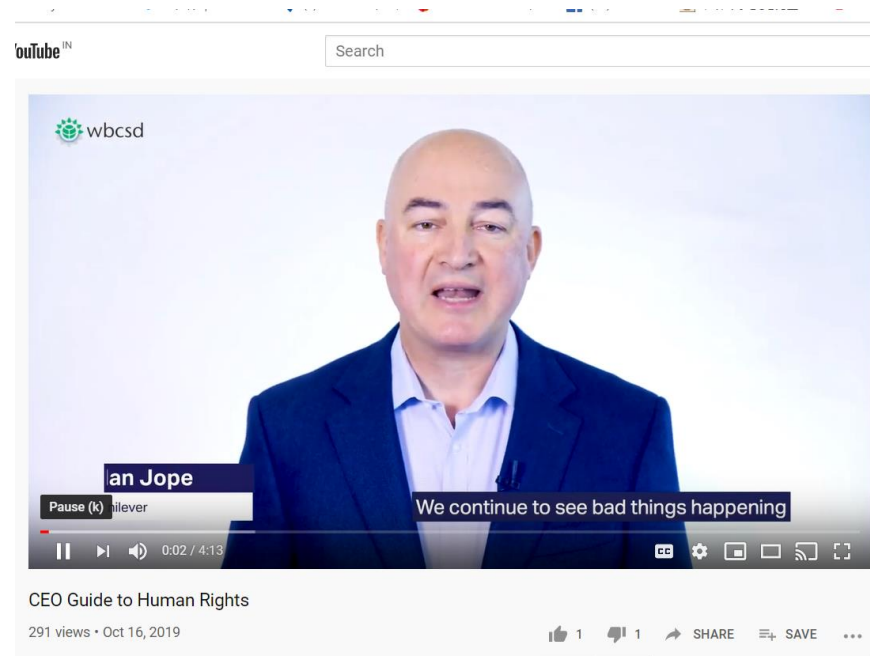 ouTube IN
Search
wbcsd
an Jope
Pause (k) nilever
We continue to see bad things happening
0:02 / 4:13
CC
CEO Guide to Human Rights
291 views • Oct 16, 2019
1 1 SHARE SAVE